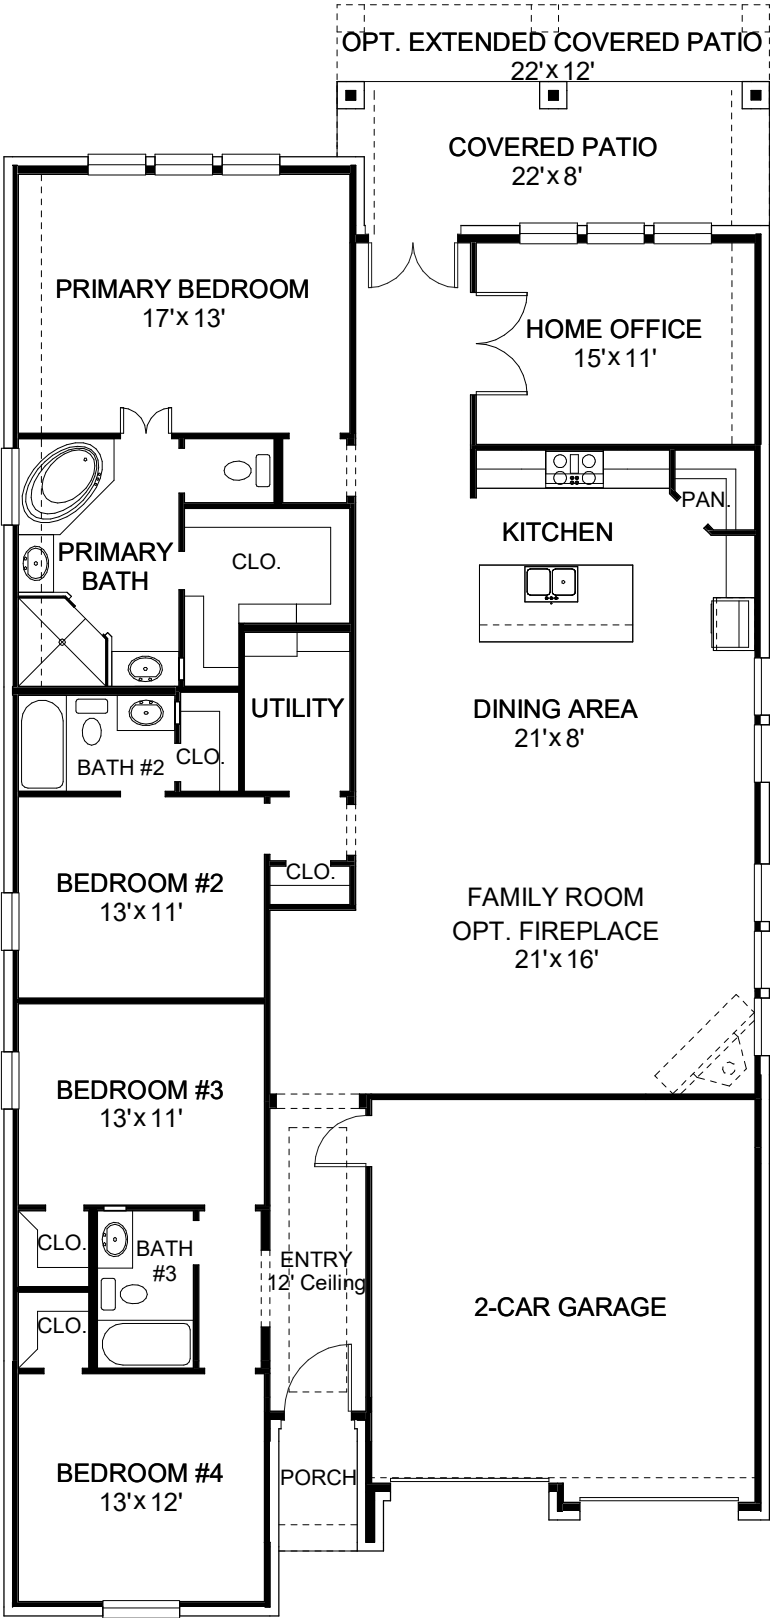 OPT. EXTENDED COVERED PATIO
22'x 12'
COVERED PATIO
22'x 8'
PRIMARY BEDROOM
17'x 13'
HOME OFFICE
15'x 11'
PAN.
KITCHEN
PRIMARY
BATH
CLO.
UTILITY
DINING AREA
21'x 8'
BATH #2
CLO.
BEDROOM #2
13'x 11'
CLO.
FAMILY ROOM
OPT. FIREPLACE
21'x 16'
BEDROOM #3
13'x 11'
CLO.
BATH
#3
ENTRY
12' Ceiling
CLO.
2-CAR GARAGE
BEDROOM #4
13'x 12'
PORCH